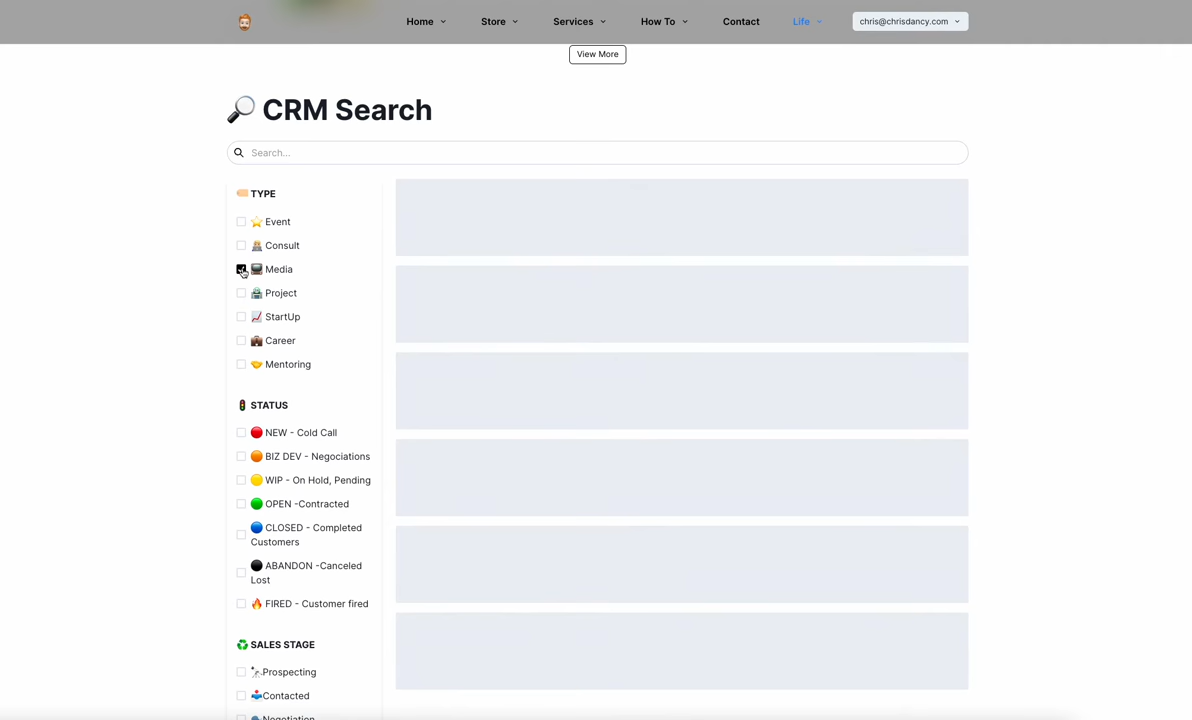 Home
Store
Services
How To
Contact
Life
chris@chrisdancy.com
View More
CRM Search
Search...
TYPE
Event
Consult
Media
Project
StartUp
Career
Mentoring
STATUS
NEW - Cold Call
BIZ DEV - Negociations
WIP - On Hold, Pending
OPEN -Contracted
CLOSED - Completed
Customers
ABANDON -Canceled
Lost
FIRED - Customer fired
SALES STAGE
Prospecting
Contacted
Negotiation